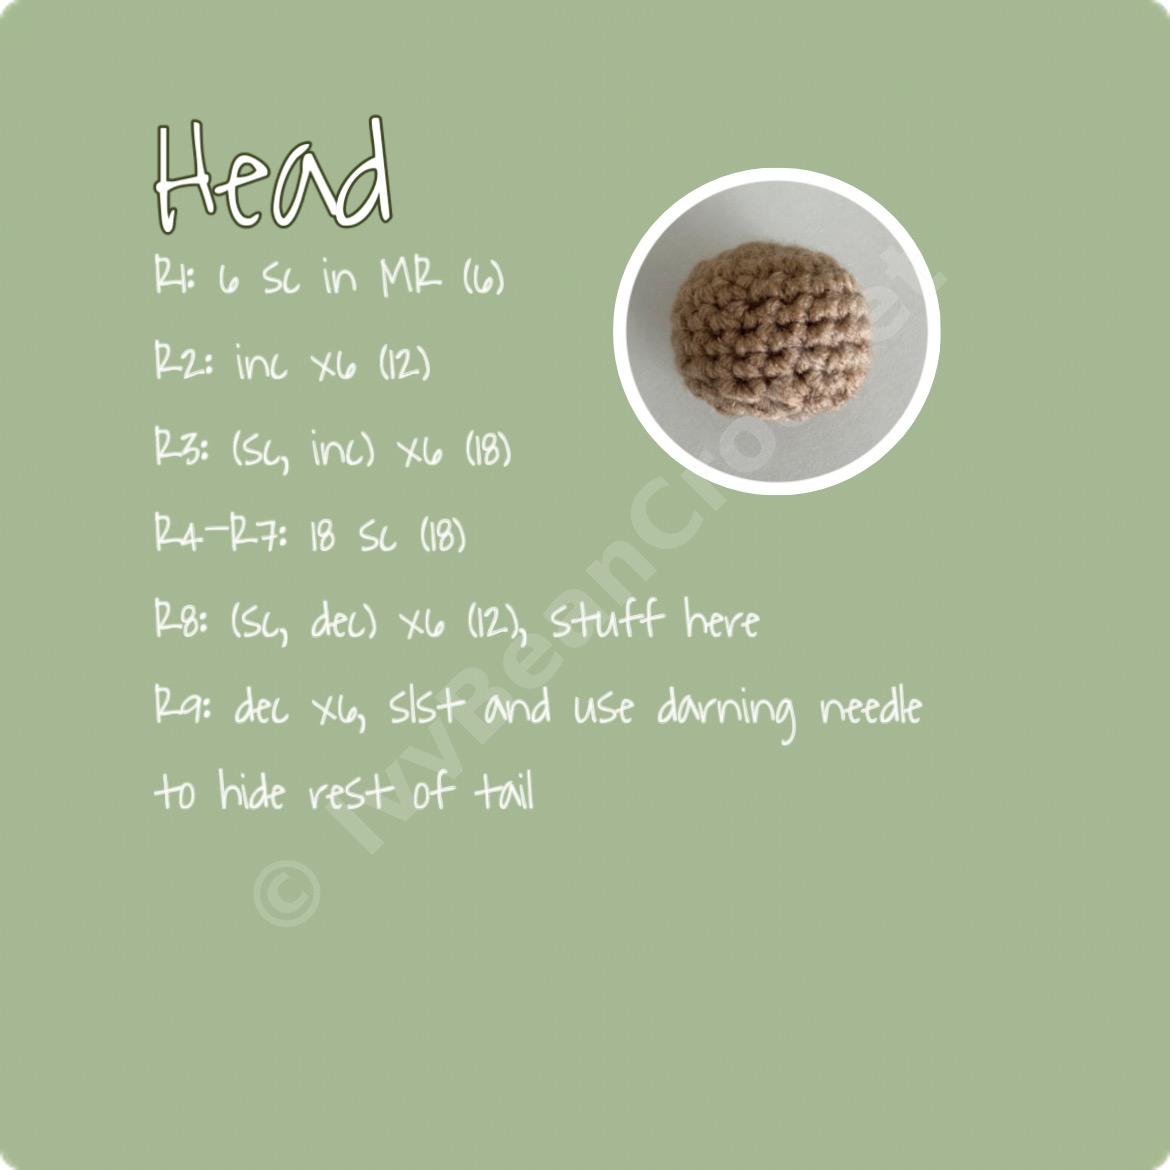 Head
R1: 6 sc in MR (6)
R2: inc x6 (12)
R3: (sc, inc) x6 (18)
R4-R7: 18 sc (18)
R8: (sc, dec) x6 (12), stuff here
R9: dec x6, slst and use darning needle
to hide rest of tail
© IvyBeanCrochet